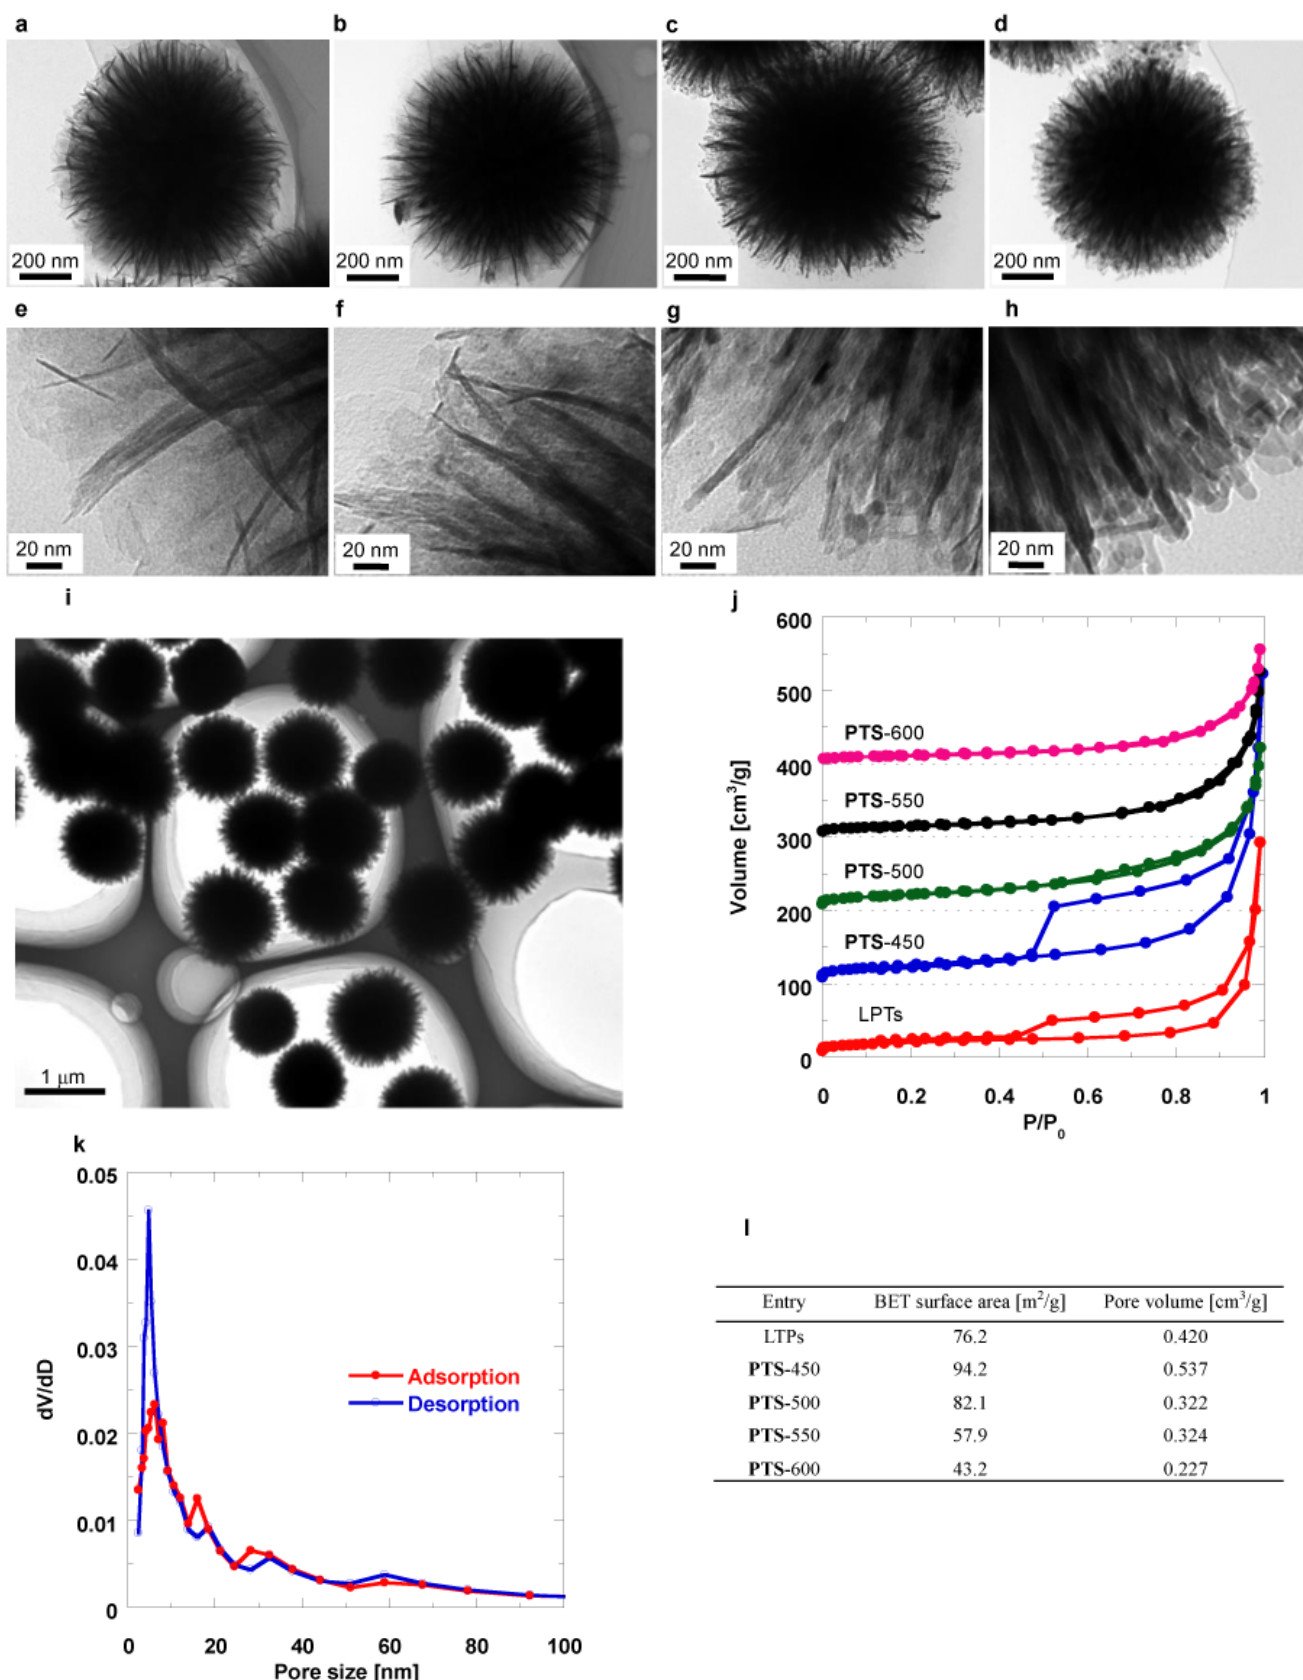 a
b
c
d
200 nm
200 nm
200 nm
200 nm
e
f
g
h
20 nm
20 nm
20 nm
20 nm
i
1 μm
j
600
500
400
300
200
100
0
Volume [cm³/g]
PTS-600
PTS-550
PTS-500
PTS-450
LPTs
0 0.2 0.4 0.6 0.8 1
P/P₀
k
0.05
0.04
0.03
0.02
0.01
0
dV/dD
Adsorption
Desorption
0 20 40 60 80 100
Pore size [nm]
l
Entry BET surface area [m²/g] Pore volume [cm³/g]
LTPs 76.2 0.420
PTS-450 94.2 0.537
PTS-500 82.1 0.322
PTS-550 57.9 0.324
PTS-600 43.2 0.227